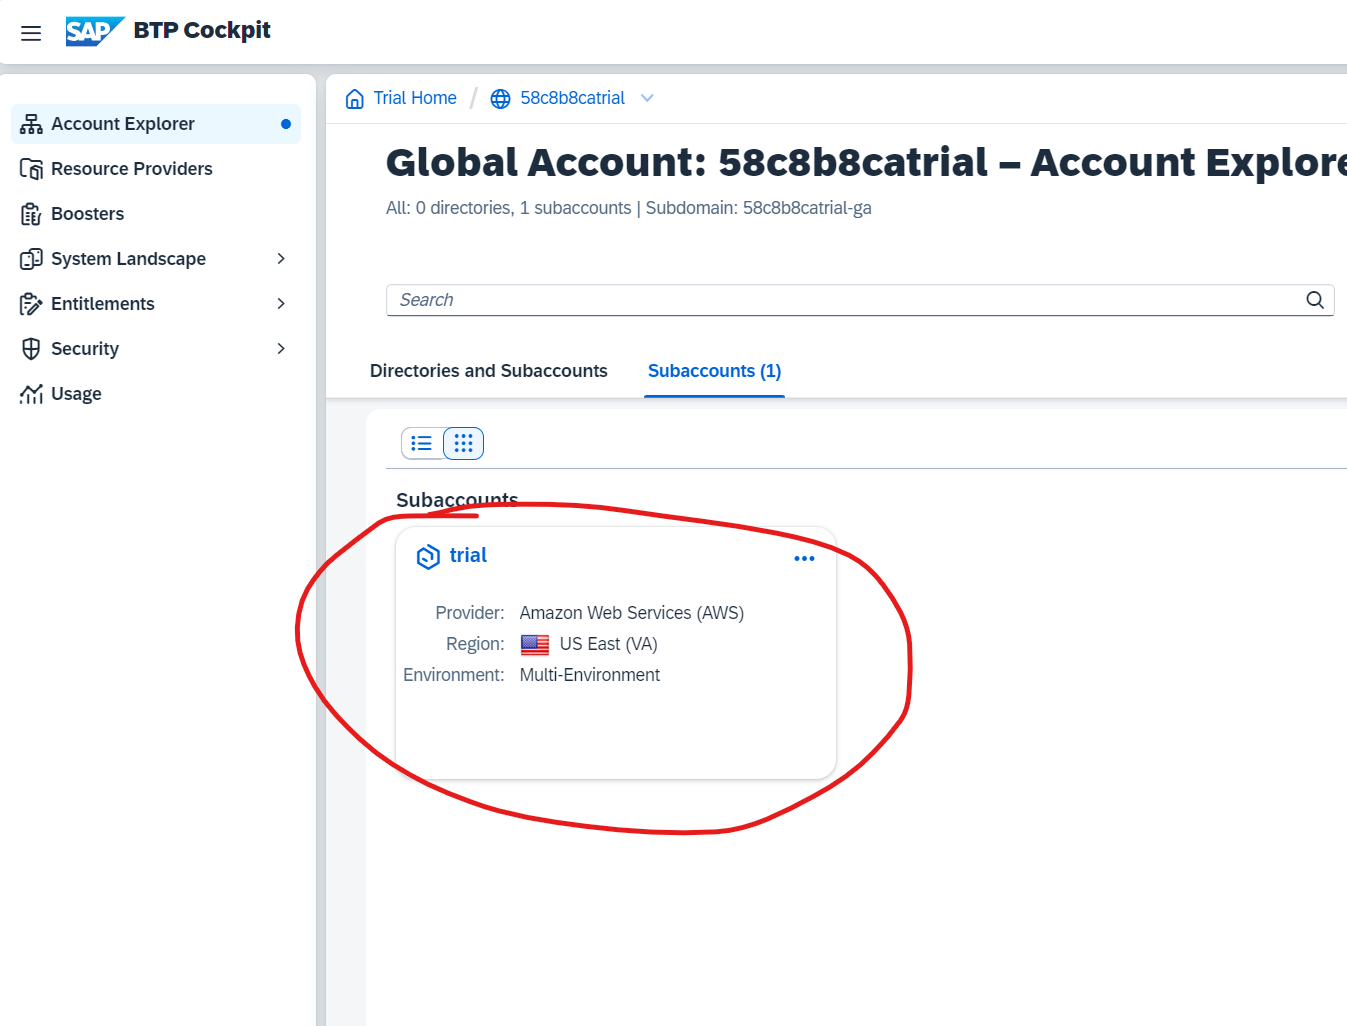 SAP BTP Cockpit
Account Explorer
Resource Providers
Boosters
System Landscape
Entitlements
Security
Usage
Trial Home / 58c8b8catrial
Global Account: 58c8b8catrial – Account Explore
All: 0 directories, 1 subaccounts | Subdomain: 58c8b8catrial-ga
Search
Directories and Subaccounts Subaccounts (1)
Subaccounts
trial
Provider: Amazon Web Services (AWS)
Region: US East (VA)
Environment: Multi-Environment